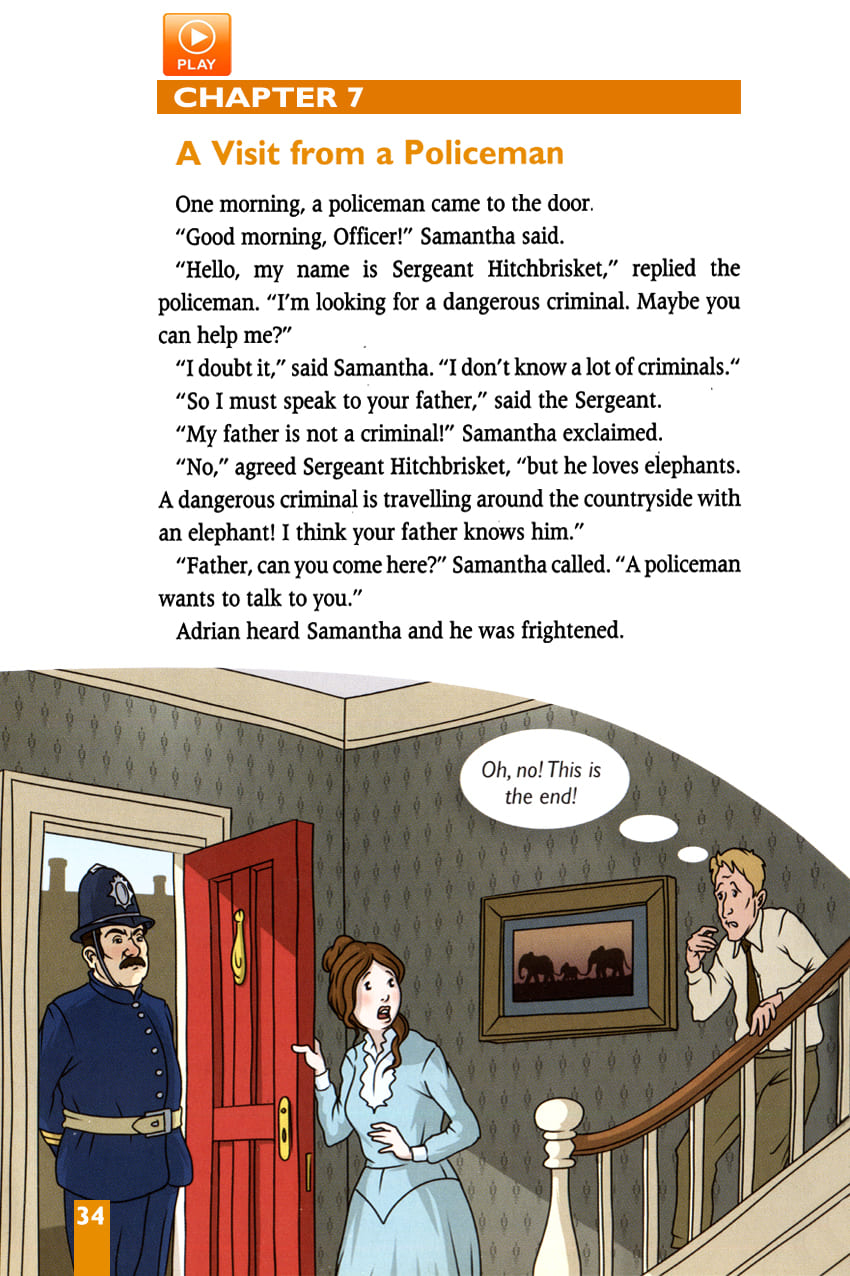 PLAY
CHAPTER 7
A Visit from a Policeman
One morning, a policeman came to the door.
“Good morning, Officer!” Samantha said.
“Hello, my name is Sergeant Hitchbrisket,” replied the
policeman. “I’m looking for a dangerous criminal. Maybe you
can help me?”
“I doubt it,” said Samantha. “I don’t know a lot of criminals.“
“So I must speak to your father,” said the Sergeant.
“My father is not a criminal!” Samantha exclaimed.
“No,” agreed Sergeant Hitchbrisket, “but he loves elephants.
A dangerous criminal is travelling around the countryside with
an elephant! I think your father knows him.”
“Father, can you come here?” Samantha called. “A policeman
wants to talk to you.”
Adrian heard Samantha and he was frightened.
Oh, no! This is
the end!
34